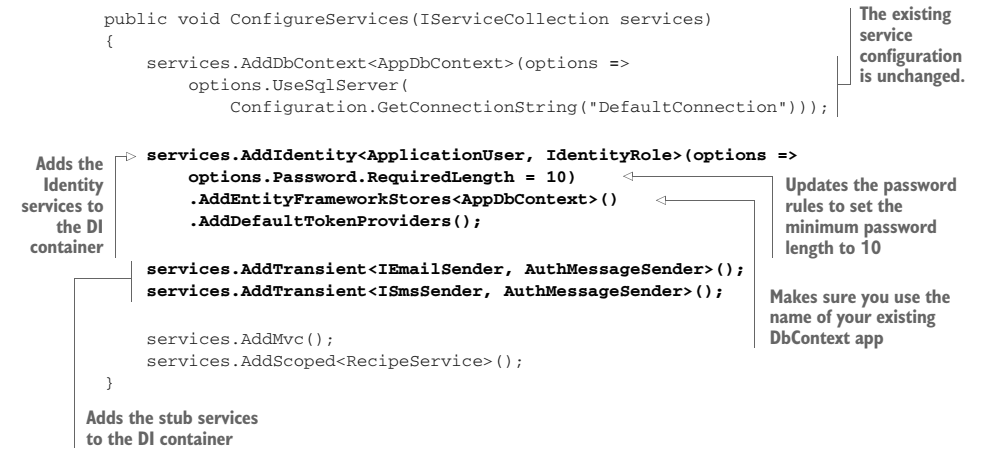 public void ConfigureServices(IServiceCollection services)
{
    services.AddDbContext<AppDbContext>(options =>
        options.UseSqlServer(
            Configuration.GetConnectionString("DefaultConnection")));
The existing
service
configuration
is unchanged.
    services.AddIdentity<ApplicationUser, IdentityRole>(options =>
        options.Password.RequiredLength = 10)
        .AddEntityFrameworkStores<AppDbContext>()
        .AddDefaultTokenProviders();
Adds the
Identity
services to
the DI
container
Updates the password
rules to set the
minimum password
length to 10
    services.AddTransient<IEmailSender, AuthMessageSender>();
    services.AddTransient<ISmsSender, AuthMessageSender>();
Makes sure you use the
name of your existing
DbContext app
    services.AddMvc();
    services.AddScoped<RecipeService>();
}
Adds the stub services
to the DI container